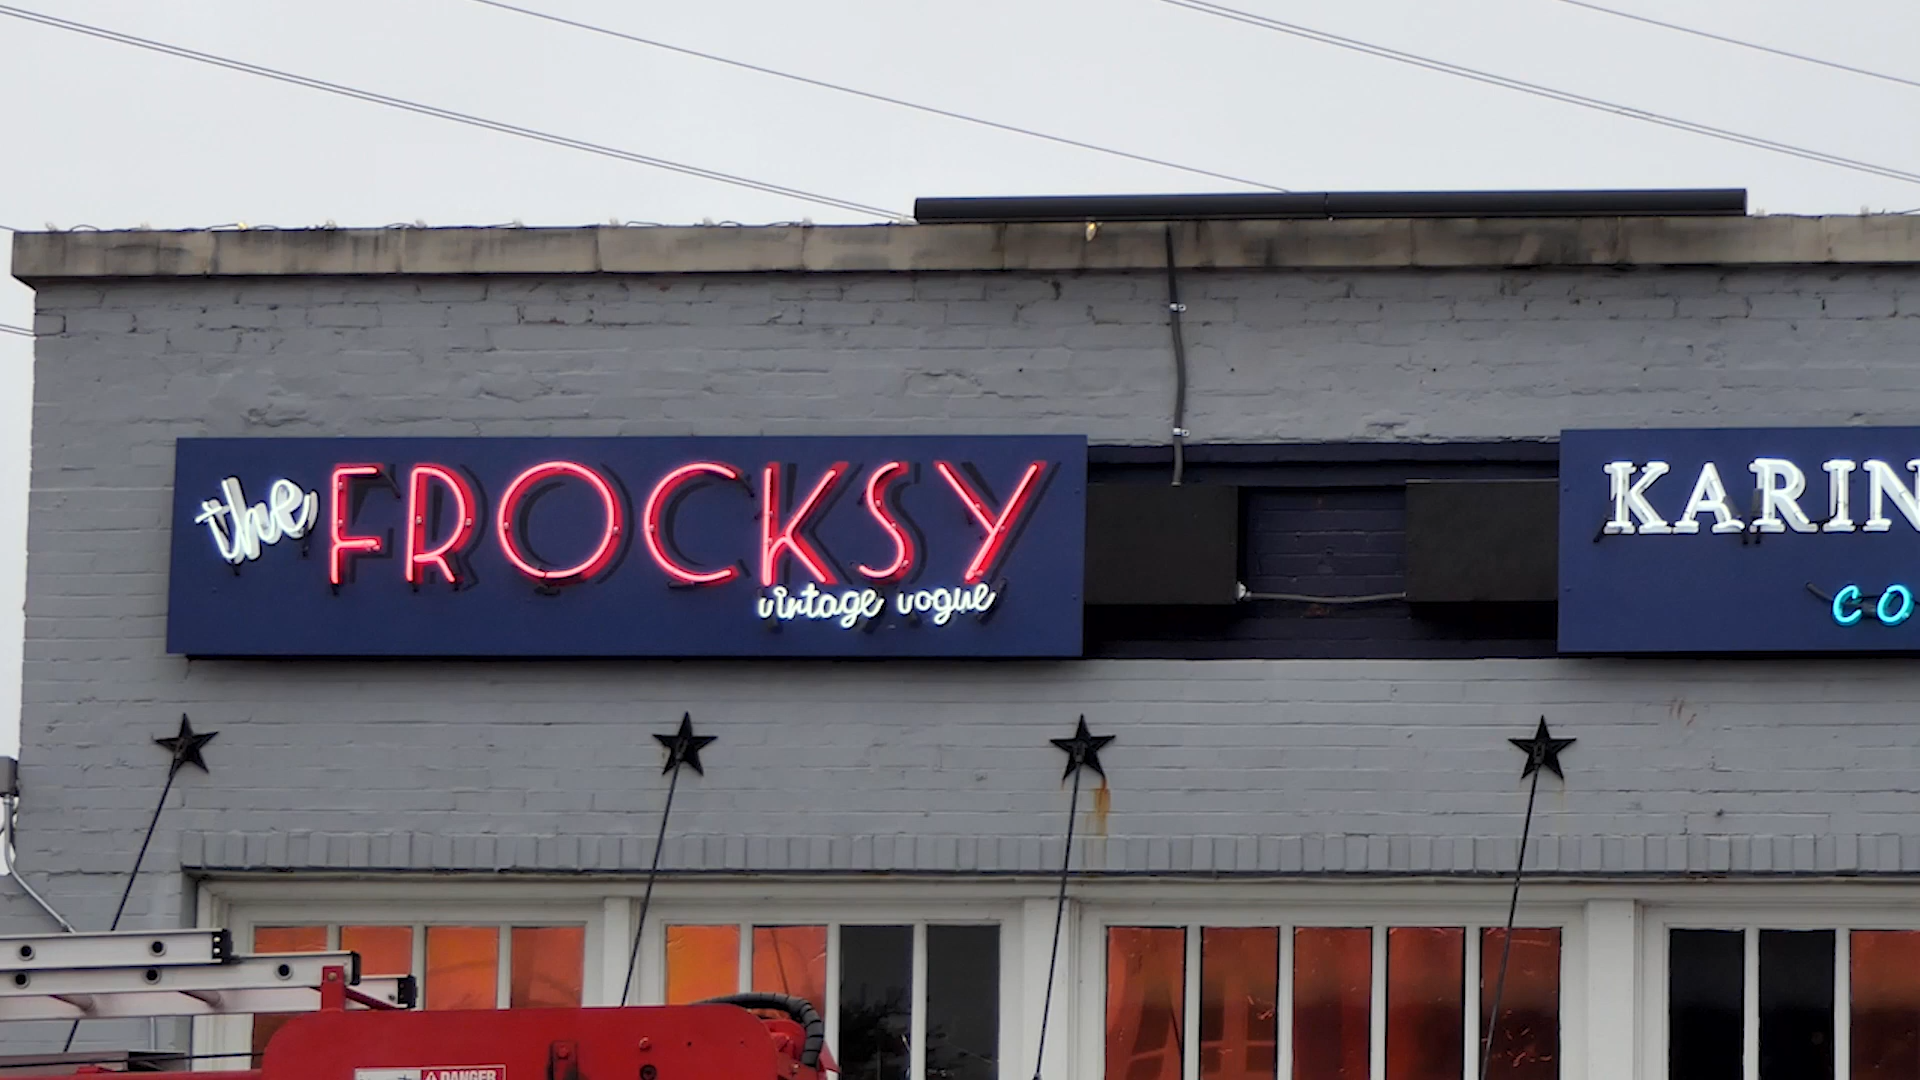 the FROCKSY
vintage vogue
KARIN
CO
DANGER